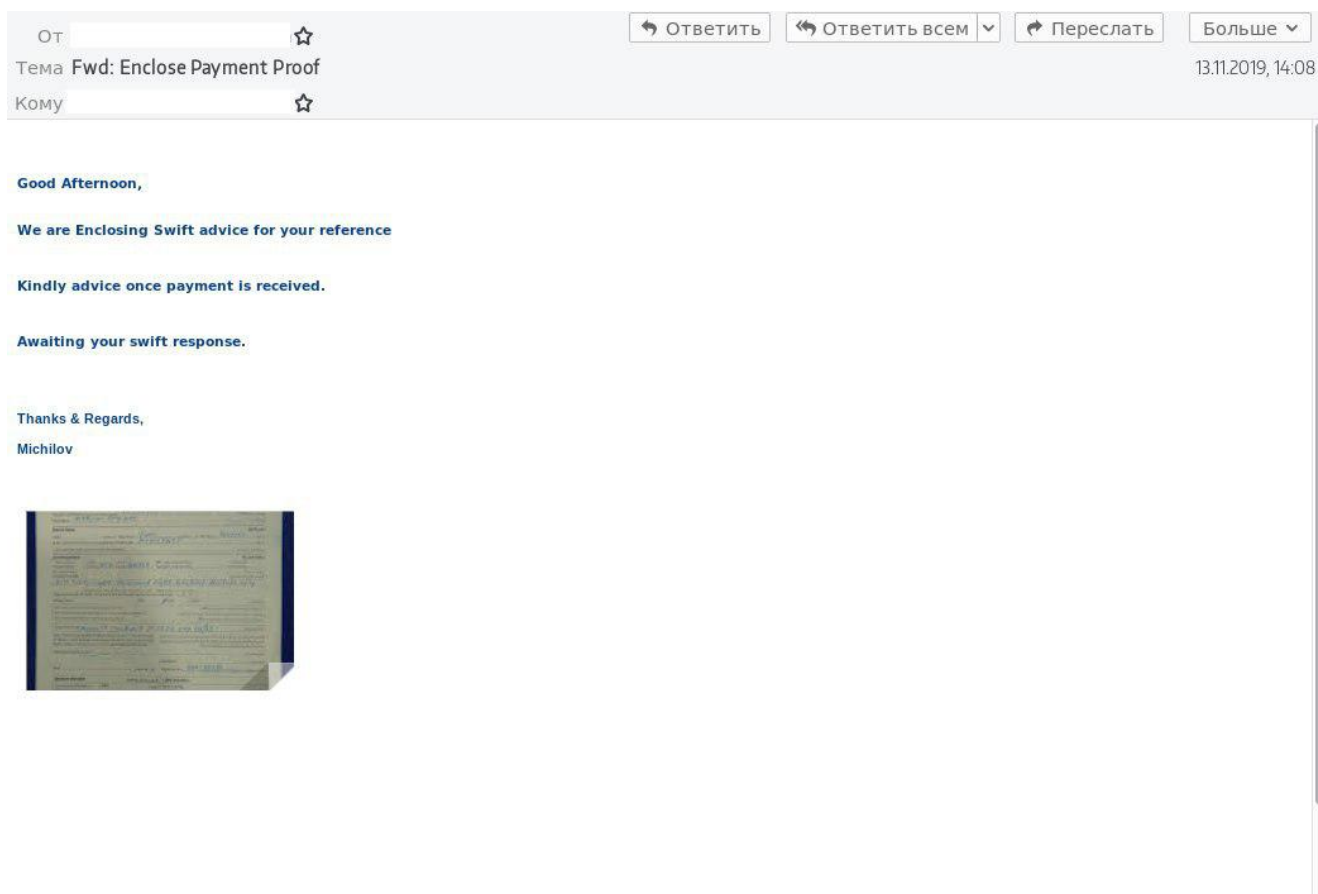 От
Ответить
Ответить всем
Переслать
Больше
Тема Fwd: Enclose Payment Proof
13.11.2019, 14:08
Кому
Good Afternoon,
We are Enclosing Swift advice for your reference
Kindly advice once payment is received.
Awaiting your swift response.
Thanks & Regards,
Michilov